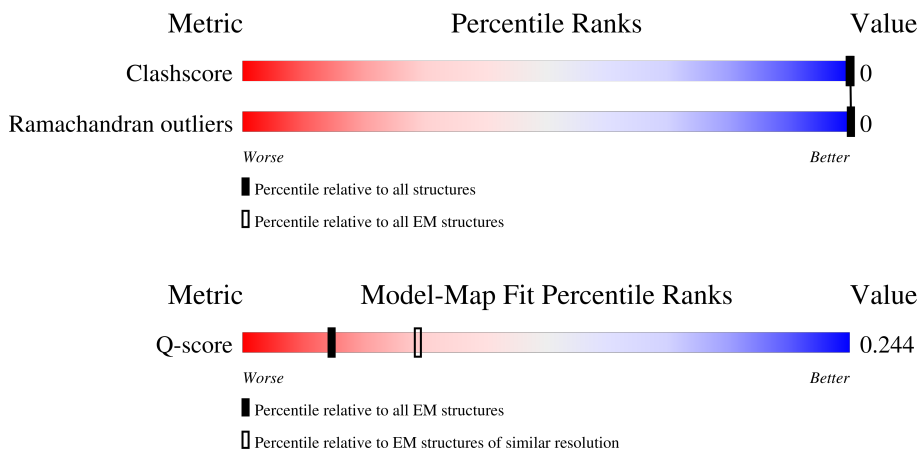 Metric Percentile Ranks Value
Clashscore 0
Ramachandran outliers 0
Worse Better
Percentile relative to all structures
Percentile relative to all EM structures
Metric Model-Map Fit Percentile Ranks Value
Q-score 0.244
Worse Better
Percentile relative to all EM structures
Percentile relative to EM structures of similar resolution